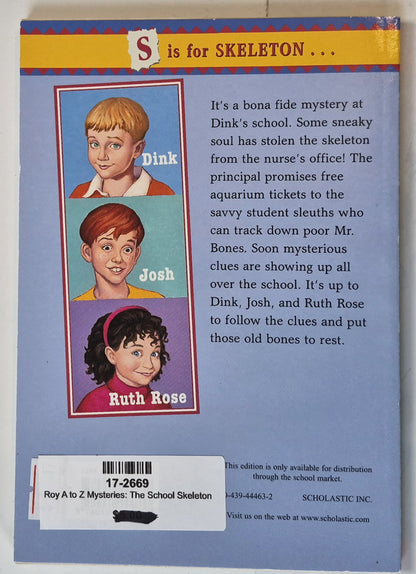 S is for SKELETON . . .
Dink
Josh
Ruth Rose
It's a bona fide mystery at
Dink's school. Some sneaky
soul has stolen the skeleton
from the nurse's office! The
principal promises free
aquarium tickets to the
savvy student sleuths who
can track down poor Mr.
Bones. Soon mysterious
clues are showing up all
over the school. It's up to
Dink, Josh, and Ruth Rose
to follow the clues and put
those old bones to rest.
17-2669
Roy A to Z Mysteries: The School Skeleton
This edition is only available for distribution
through the school market.
0-439-44463-2 SCHOLASTIC INC.
Visit us on the web at www.scholastic.com